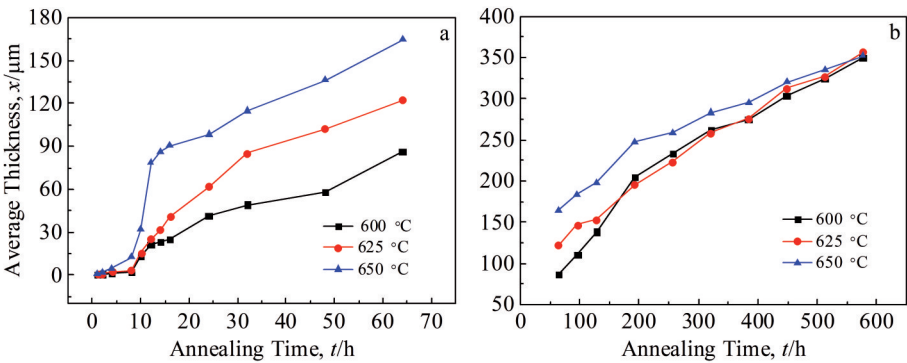 a
180
150
120
90
60
30
0
Average Thickness, x/μm
600 °C
625 °C
650 °C
0 10 20 30 40 50 60 70
Annealing Time, t/h
b
400
350
300
250
200
150
100
50
600 °C
625 °C
650 °C
0 100 200 300 400 500 600
Annealing Time, t/h